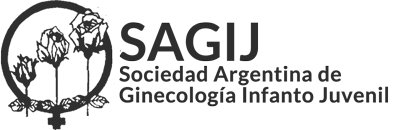 SAGIJ
Sociedad Argentina de
Ginecología Infanto Juvenil